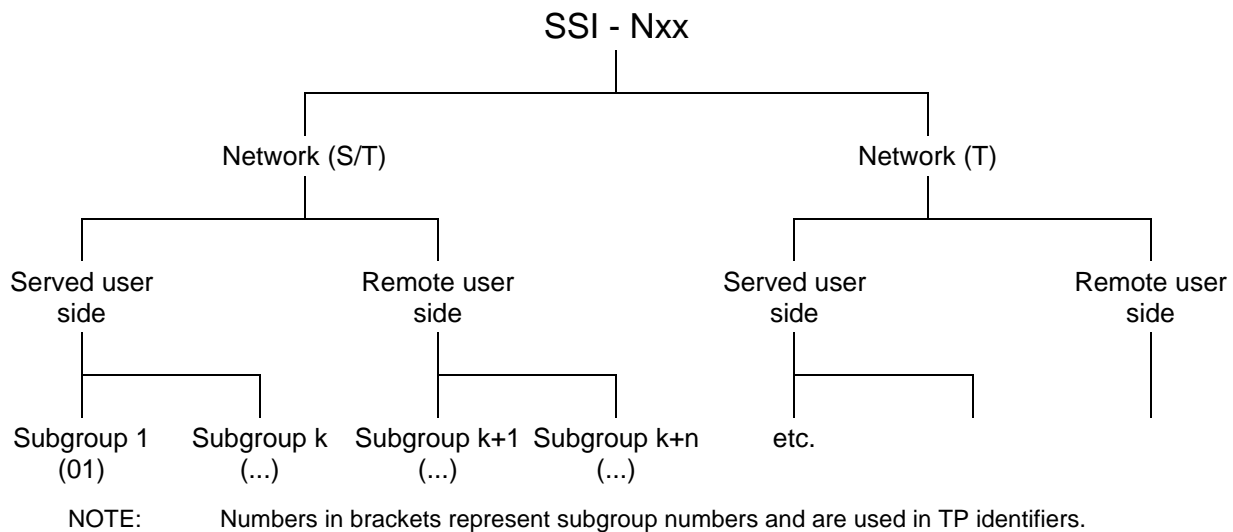 SSI - Nxx
Network (S/T) Network (T)
Served user side Remote user side Served user side Remote user side
Subgroup 1 (01) Subgroup k (...) Subgroup k+1 (...) Subgroup k+n (...) etc.
NOTE: Numbers in brackets represent subgroup numbers and are used in TP identifiers.